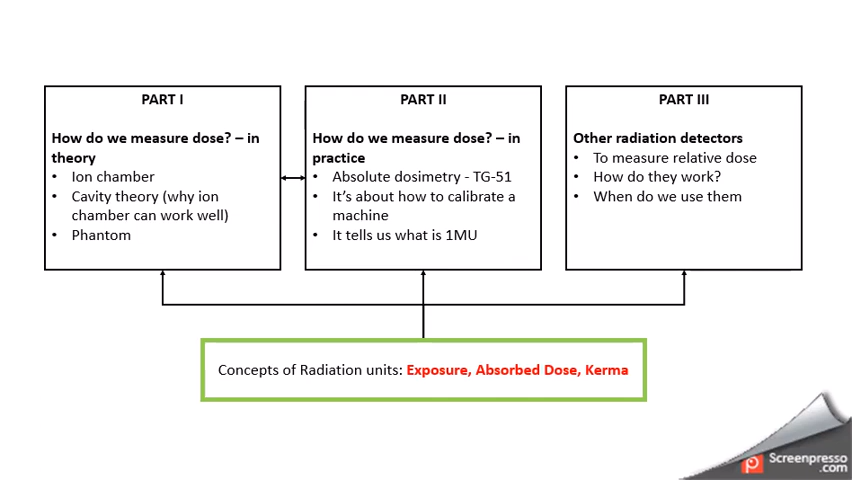 PART I
How do we measure dose? – in
theory
• Ion chamber
• Cavity theory (why ion
chamber can work well)
• Phantom
PART II
How do we measure dose? – in
practice
• Absolute dosimetry - TG-51
• It’s about how to calibrate a
machine
• It tells us what is 1MU
PART III
Other radiation detectors
• To measure relative dose
• How do they work?
• When do we use them
Concepts of Radiation units: Exposure, Absorbed Dose, Kerma
Screenpresso
.com